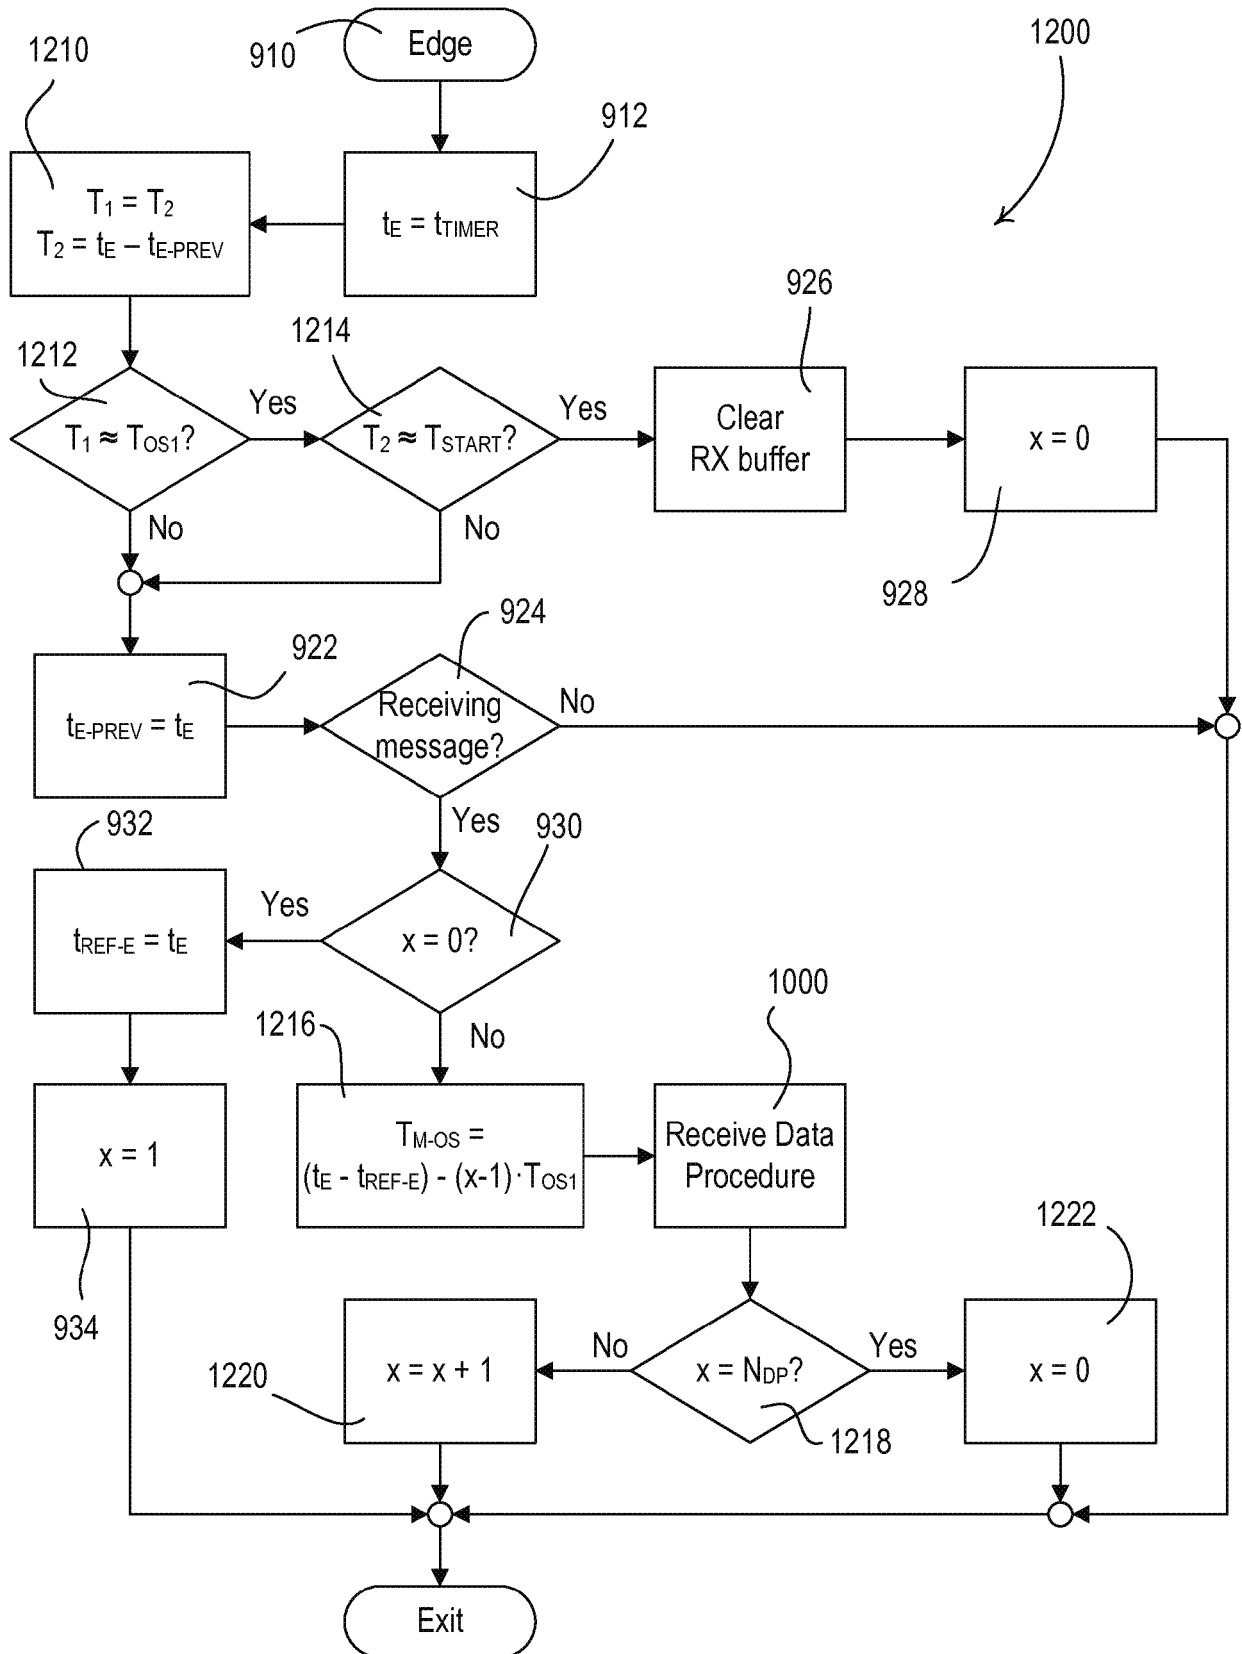 910
Edge
1200
1210
912
T1 = T2
T2 = tE – tE-PREV
tE = tTIMER
926
1214
1212
T1 ≈ TOS1?
Yes
T2 ≈ TSTART?
Yes
Clear
RX buffer
x = 0
No
No
928
924
922
tE-PREV = tE
Receiving
message?
No
Yes
932
930
tREF-E = tE
Yes
x = 0?
No
1000
1216
x = 1
TM-OS =
(tE - tREF-E) - (x-1)·TOS1
Receive Data
Procedure
1222
934
x = x + 1
No
x = NDP?
Yes
x = 0
1220
1218
Exit